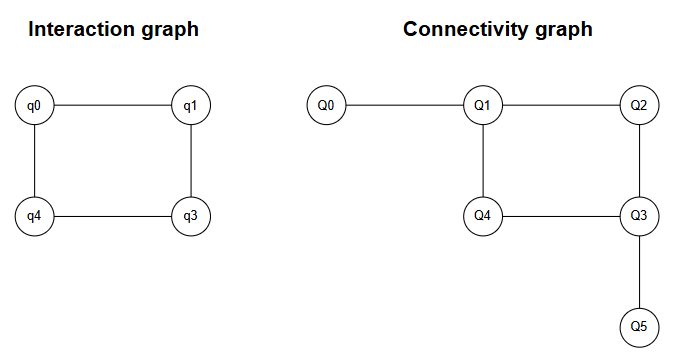 Interaction graph
Connectivity graph
q0
q1
Q0
Q1
Q2
q4
q3
Q4
Q3
Q5